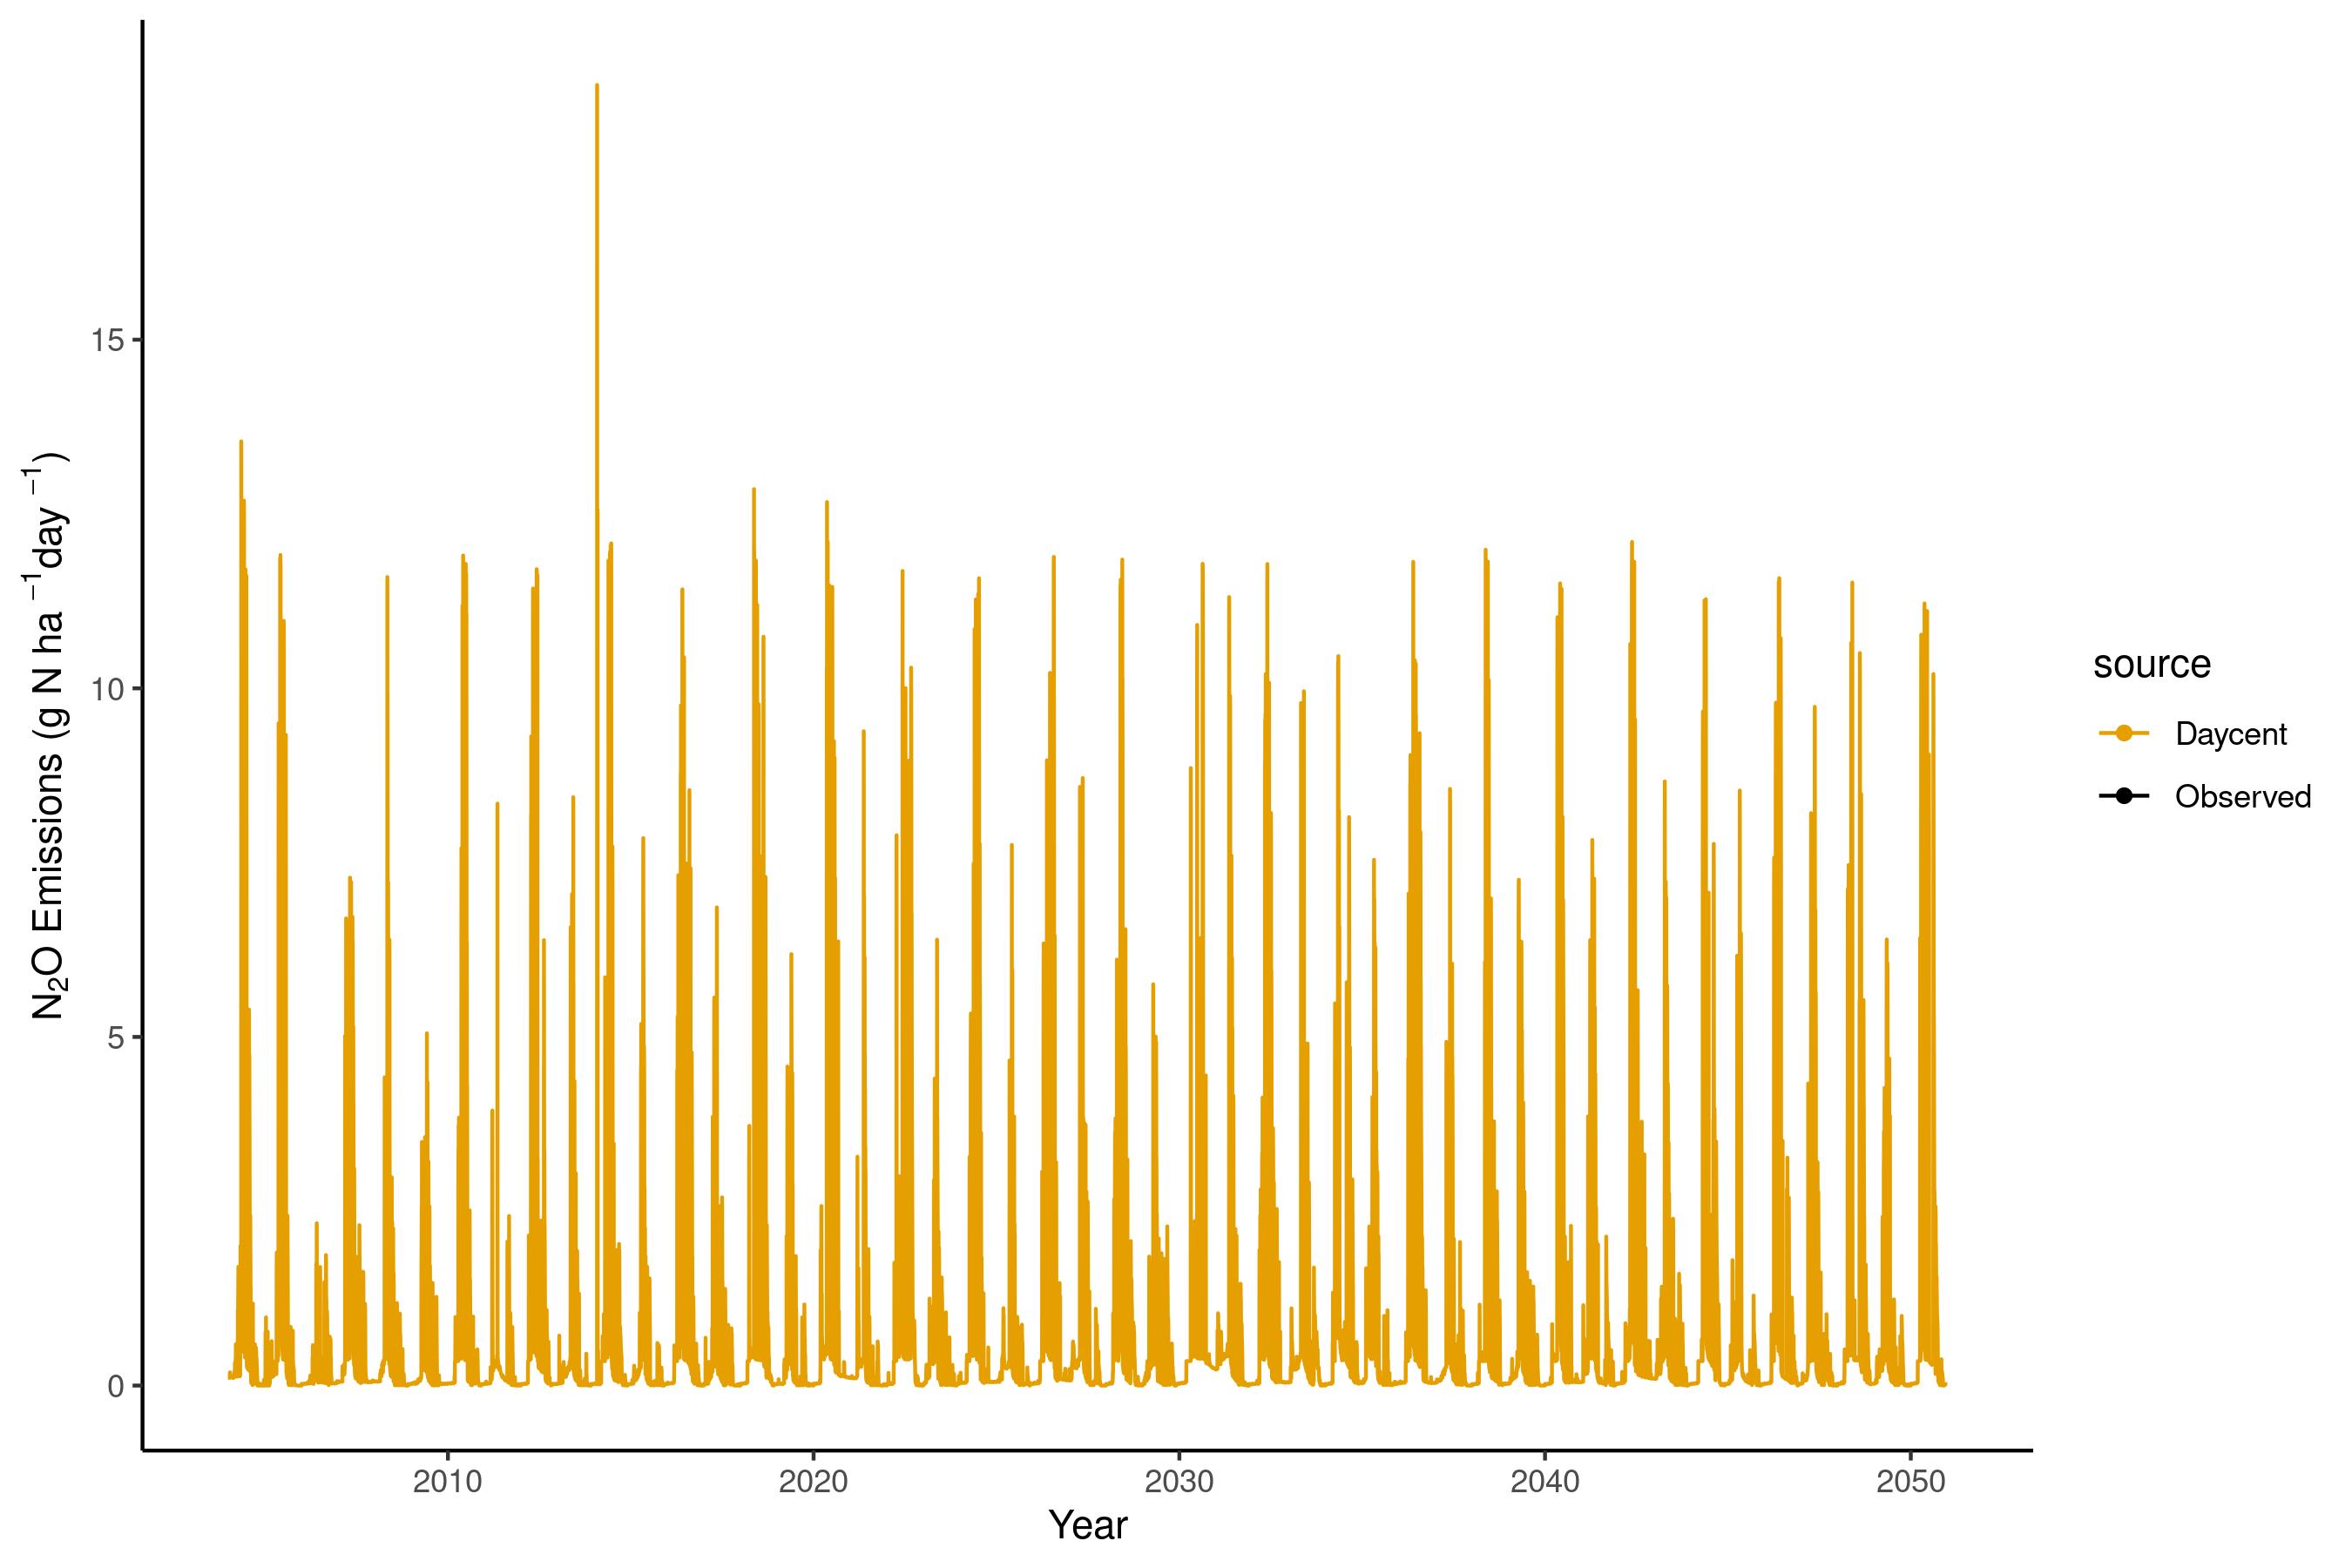 N₂O Emissions (g N ha ⁻¹day ⁻¹)
15
10
5
0
2010 2020 2030 2040 2050
Year
source
Daycent
Observed